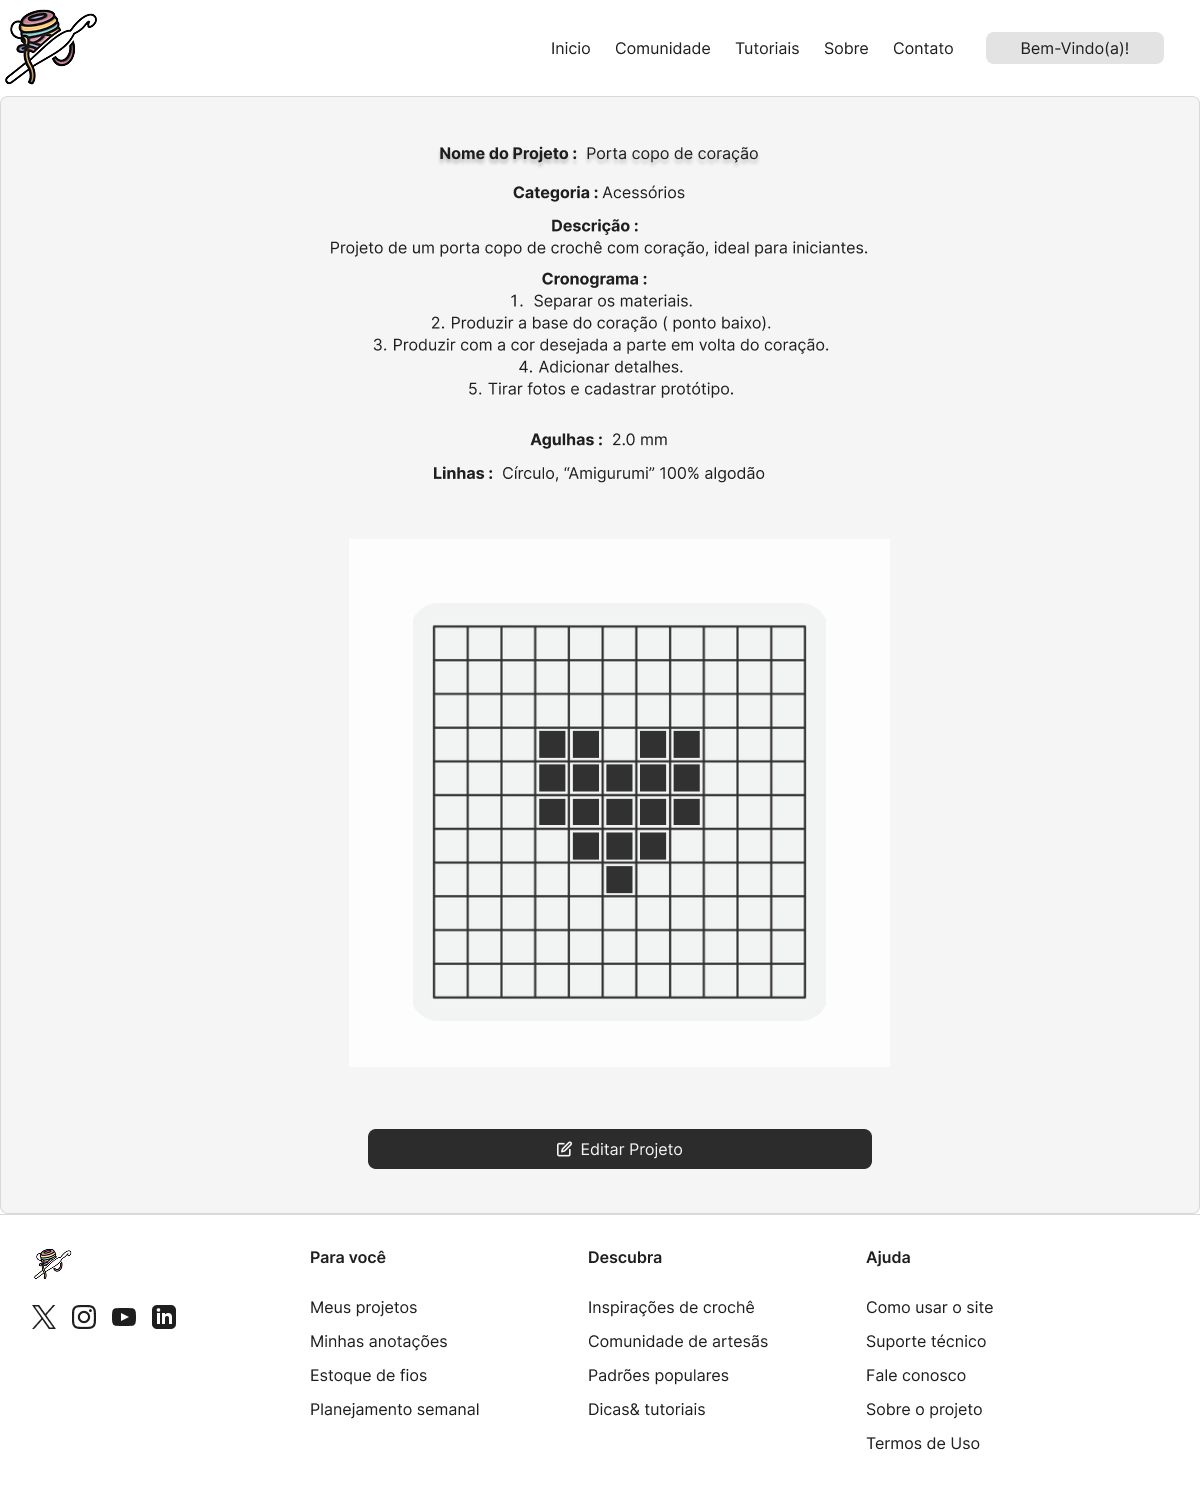 Inicio Comunidade Tutoriais Sobre Contato Bem-Vindo(a)!
Nome do Projeto : Porta copo de coração
Categoria : Acessórios
Descrição :
Projeto de um porta copo de crochê com coração, ideal para iniciantes.
Cronograma :
1. Separar os materiais.
2. Produzir a base do coração ( ponto baixo).
3. Produzir com a cor desejada a parte em volta do coração.
4. Adicionar detalhes.
5. Tirar fotos e cadastrar protótipo.
Agulhas : 2.0 mm
Linhas : Círculo, “Amigurumi” 100% algodão
Editar Projeto
Para você
Meus projetos
Minhas anotações
Estoque de fios
Planejamento semanal
Descubra
Inspirações de crochê
Comunidade de artesãs
Padrões populares
Dicas& tutoriais
Ajuda
Como usar o site
Suporte técnico
Fale conosco
Sobre o projeto
Termos de Uso